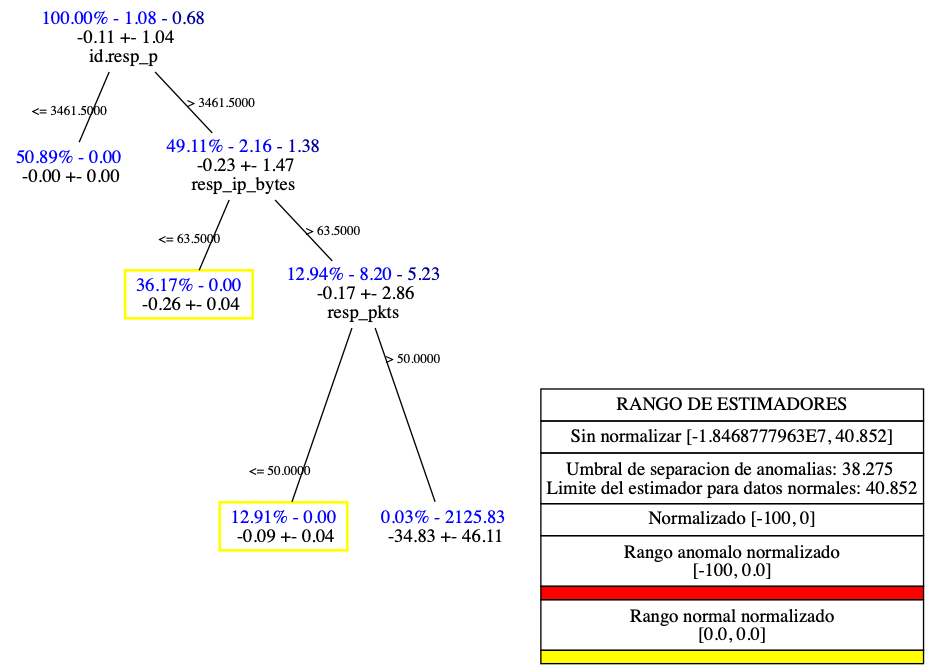 100.00% - 1.08 - 0.68
-0.11 +- 1.04
id.resp_p
<= 3461.5000
> 3461.5000
50.89% - 0.00
-0.00 +- 0.00
49.11% - 2.16 - 1.38
-0.23 +- 1.47
resp_ip_bytes
<= 63.5000
> 63.5000
36.17% - 0.00
-0.26 +- 0.04
12.94% - 8.20 - 5.23
-0.17 +- 2.86
resp_pkts
> 50.0000
<= 50.0000
12.91% - 0.00
-0.09 +- 0.04
0.03% - 2125.83
-34.83 +- 46.11
RANGO DE ESTIMADORES
Sin normalizar [-1.8468777963E7, 40.852]
Umbral de separacion de anomalias: 38.275
Limite del estimador para datos normales: 40.852
Normalizado [-100, 0]
Rango anomalo normalizado
[-100, 0.0]
Rango normal normalizado
[0.0, 0.0]